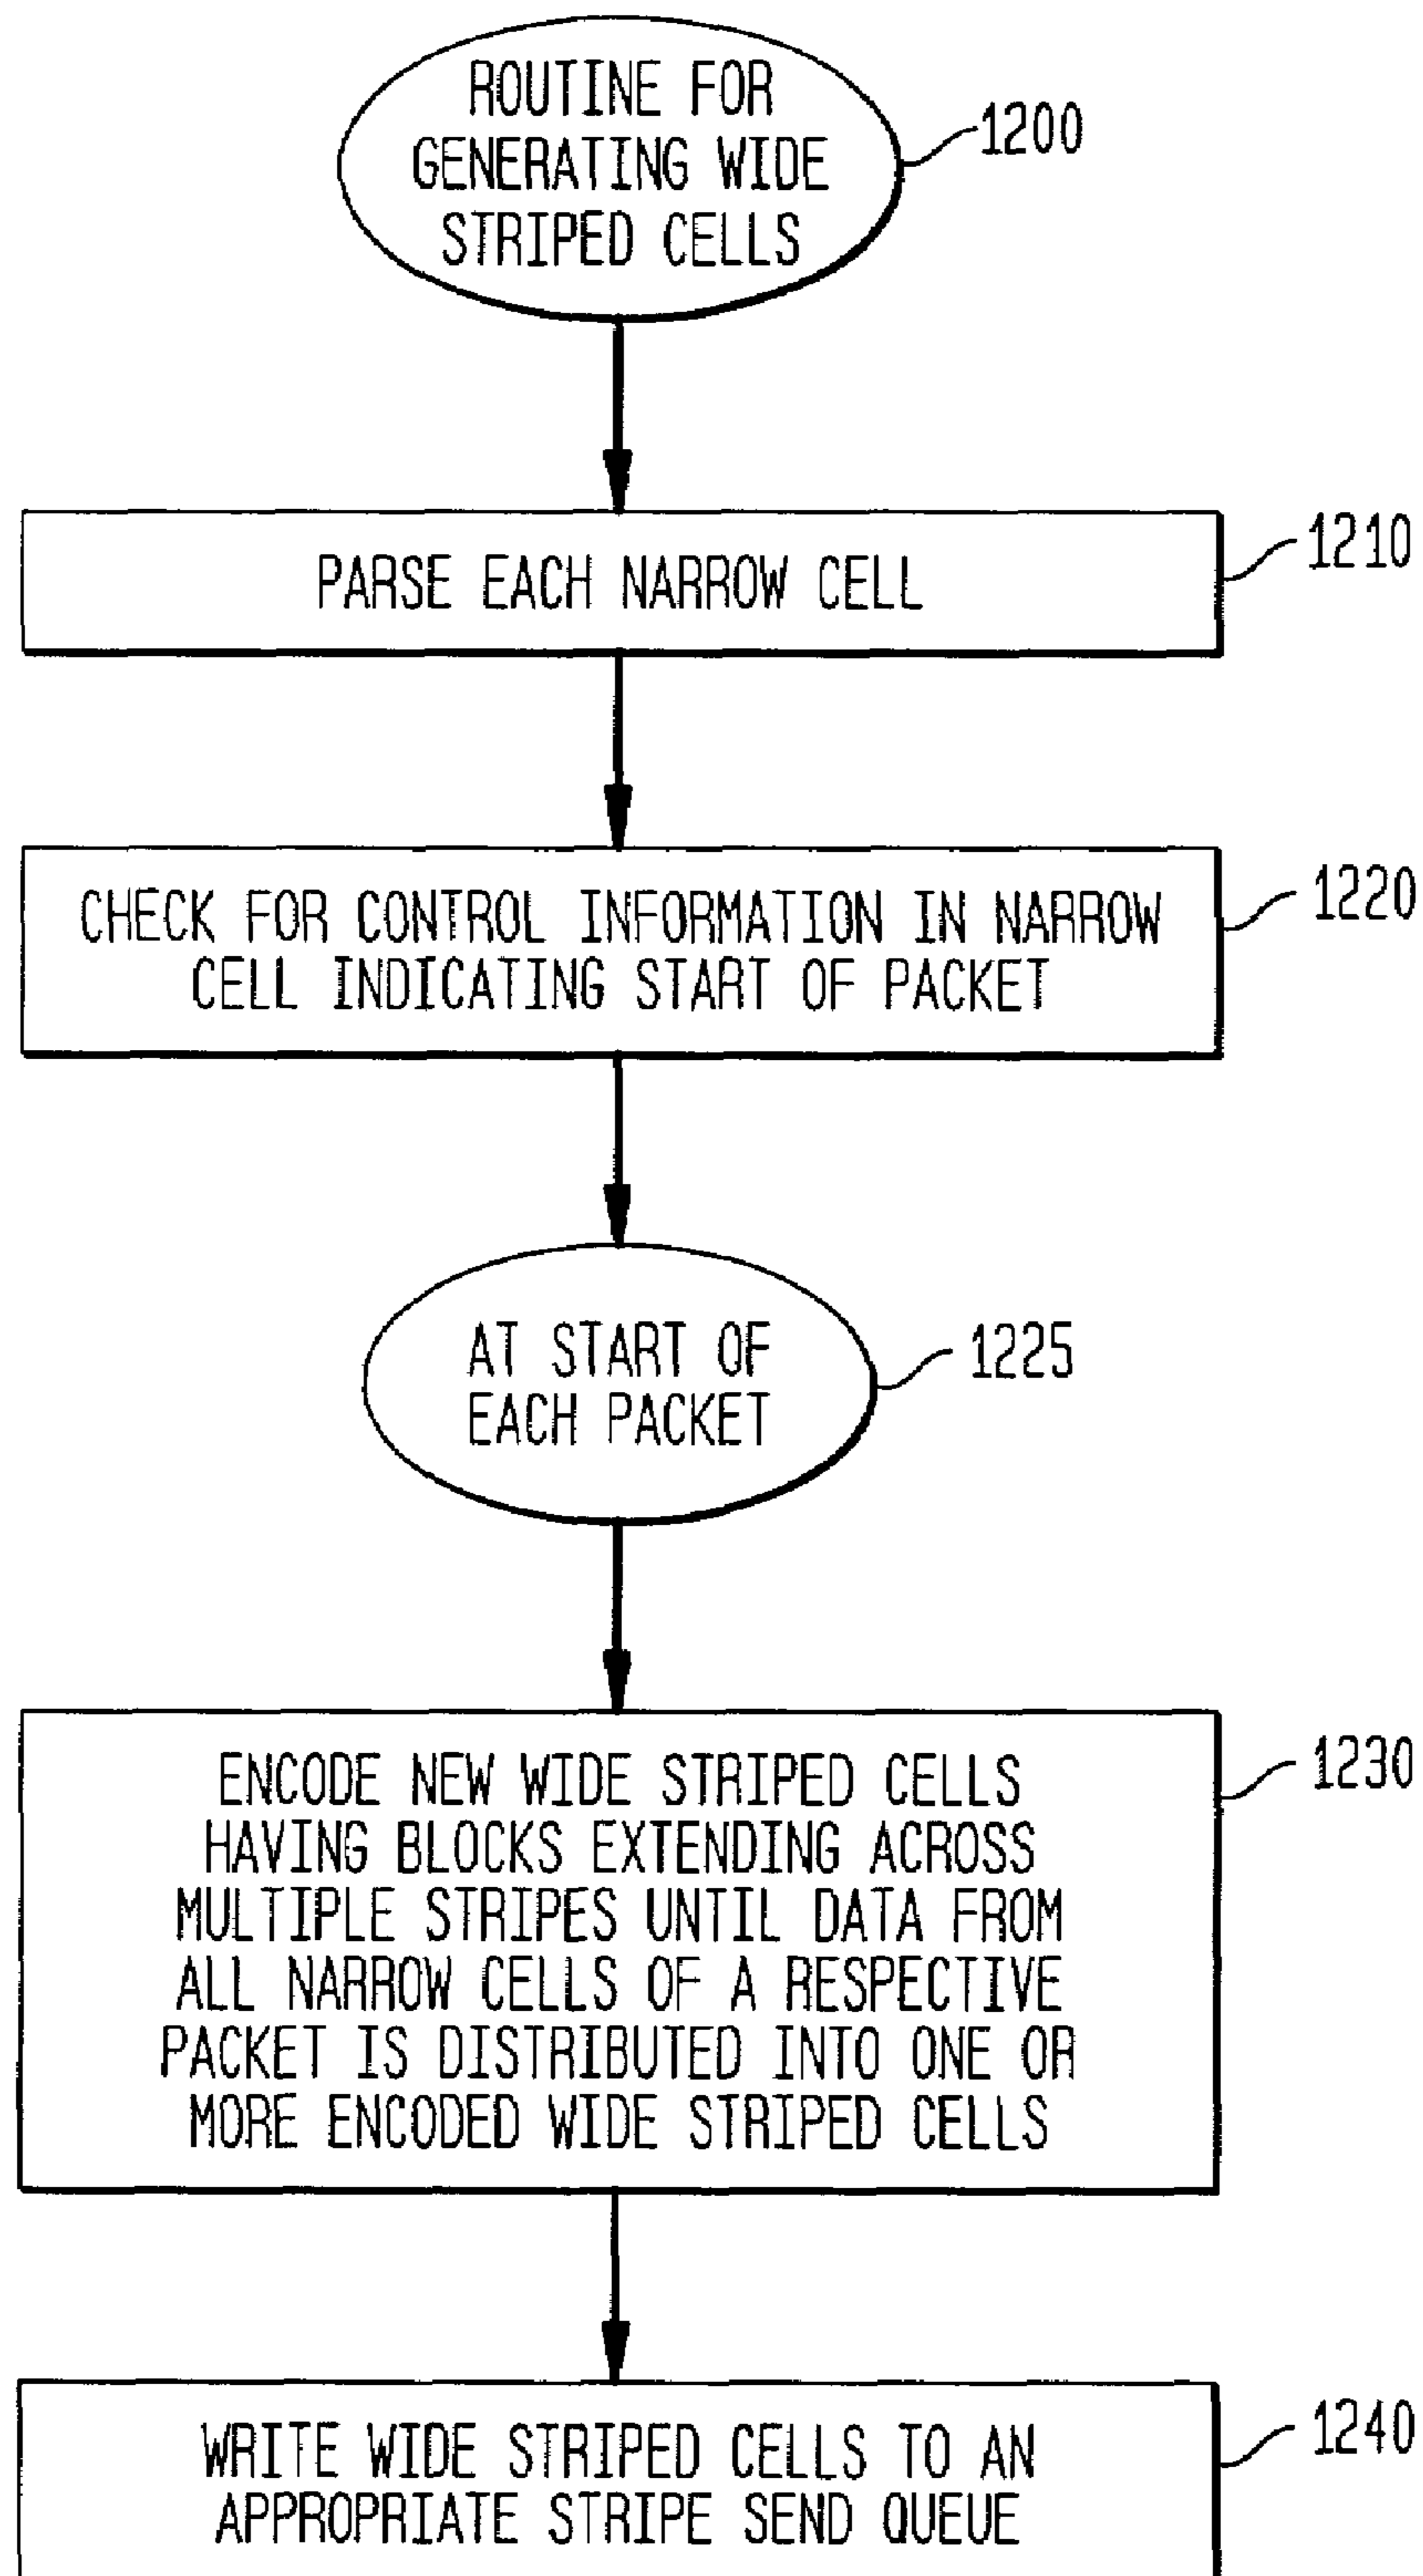 ROUTINE FOR
GENERATING WIDE
STRIPED CELLS
1200
PARSE EACH NARROW CELL
1210
CHECK FOR CONTROL INFORMATION IN NARROW
CELL INDICATING START OF PACKET
1220
AT START OF
EACH PACKET
1225
ENCODE NEW WIDE STRIPED CELLS
HAVING BLOCKS EXTENDING ACROSS
MULTIPLE STRIPES UNTIL DATA FROM
ALL NARROW CELLS OF A RESPECTIVE
PACKET IS DISTRIBUTED INTO ONE OR
MORE ENCODED WIDE STRIPED CELLS
1230
WRITE WIDE STRIPED CELLS TO AN
APPROPRIATE STRIPE SEND QUEUE
1240